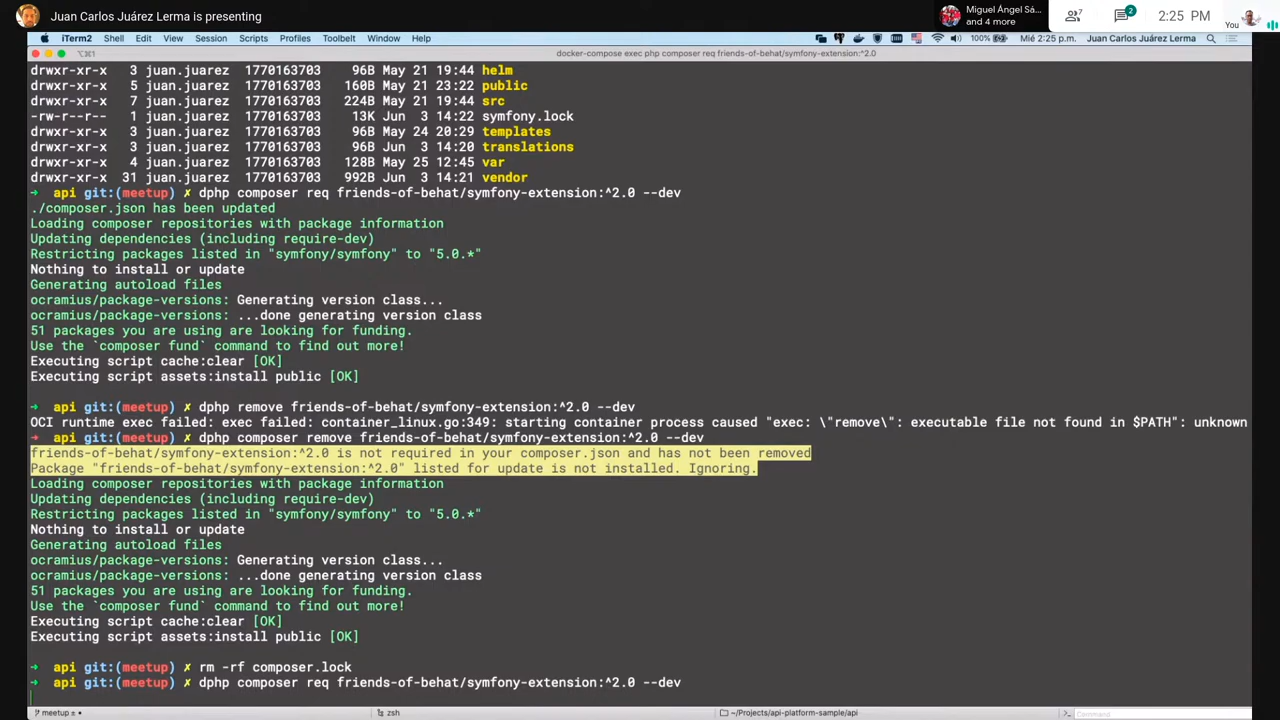 Juan Carlos Juárez Lerma is presenting
Miguel Ángel Sá...
and 4 more
7
2
2:25 PM
You
iTerm2 Shell Edit View Session Scripts Profiles Toolbelt Window Help
100%
Mié 2:25 p.m. Juan Carlos Juárez Lerma
⌥⌘1
docker-compose exec php composer req friends-of-behat/symfony-extension:^2.0
drwxr-xr-x 3 juan.juarez 1770163703 96B May 21 19:44 helm
drwxr-xr-x 5 juan.juarez 1770163703 160B May 21 23:22 public
drwxr-xr-x 7 juan.juarez 1770163703 224B May 21 19:44 src
-rw-r--r-- 1 juan.juarez 1770163703 13K Jun 3 14:22 symfony.lock
drwxr-xr-x 3 juan.juarez 1770163703 96B May 24 20:29 templates
drwxr-xr-x 3 juan.juarez 1770163703 96B Jun 3 14:20 translations
drwxr-xr-x 4 juan.juarez 1770163703 128B May 25 12:45 var
drwxr-xr-x 31 juan.juarez 1770163703 992B Jun 3 14:21 vendor
→ api git:(meetup) ✗ dphp composer req friends-of-behat/symfony-extension:^2.0 --dev
./composer.json has been updated
Loading composer repositories with package information
Updating dependencies (including require-dev)
Restricting packages listed in "symfony/symfony" to "5.0.*"
Nothing to install or update
Generating autoload files
ocramius/package-versions: Generating version class...
ocramius/package-versions: ...done generating version class
51 packages you are using are looking for funding.
Use the `composer fund` command to find out more!
Executing script cache:clear [OK]
Executing script assets:install public [OK]
→ api git:(meetup) ✗ dphp remove friends-of-behat/symfony-extension:^2.0 --dev
OCI runtime exec failed: exec failed: container_linux.go:349: starting container process caused "exec: \"remove\": executable file not found in $PATH": unknown
→ api git:(meetup) ✗ dphp composer remove friends-of-behat/symfony-extension:^2.0 --dev
friends-of-behat/symfony-extension:^2.0 is not required in your composer.json and has not been removed
Package "friends-of-behat/symfony-extension:^2.0" listed for update is not installed. Ignoring.
Loading composer repositories with package information
Updating dependencies (including require-dev)
Restricting packages listed in "symfony/symfony" to "5.0.*"
Nothing to install or update
Generating autoload files
ocramius/package-versions: Generating version class...
ocramius/package-versions: ...done generating version class
51 packages you are using are looking for funding.
Use the `composer fund` command to find out more!
Executing script cache:clear [OK]
Executing script assets:install public [OK]
→ api git:(meetup) ✗ rm -rf composer.lock
→ api git:(meetup) ✗ dphp composer req friends-of-behat/symfony-extension:^2.0 --dev
meetup ± •
zsh
~/Projects/api-platform-sample/api
Command